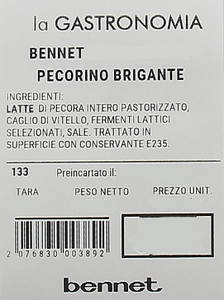 la GASTRONOMIA
BENNET
PECORINO BRIGANTE
INGREDIENTI:
LATTE DI PECORA INTERO PASTORIZZATO,
CAGLIO DI VITELLO, FERMENTI LATTICI
SELEZIONATI, SALE. TRATTATO IN
SUPERFICIE CON CONSERVANTE E235.
133 Preincartato il:
TARA PESO NETTO PREZZO UNIT.
2 076830 003892
bennet